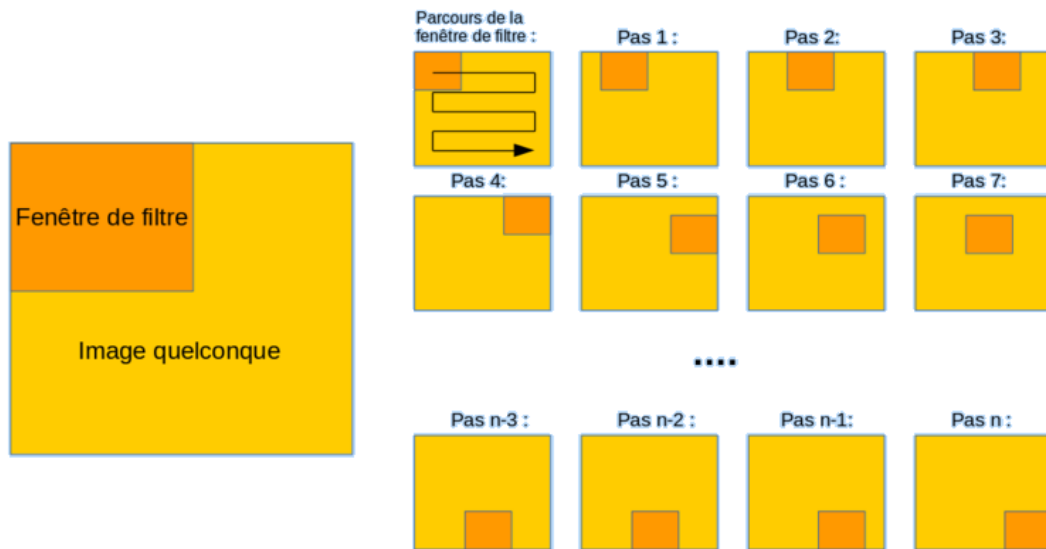 Fenêtre de filtre
Image quelconque
Parcours de la
fenêtre de filtre :
Pas 1 :
Pas 2:
Pas 3:
Pas 4:
Pas 5 :
Pas 6 :
Pas 7:
....
Pas n-3 :
Pas n-2 :
Pas n-1:
Pas n :